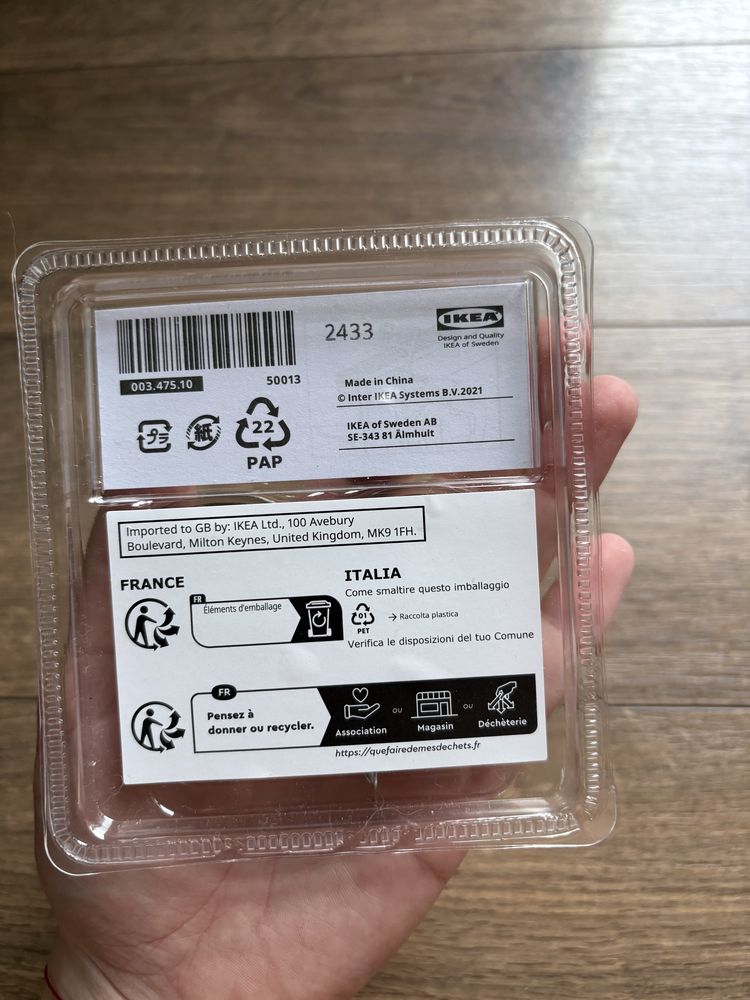 2433
IKEA
Design and Quality
IKEA of Sweden
003.475.10
50013
Made in China
© Inter IKEA Systems B.V.2021
プラ
紙
22
PAP
IKEA of Sweden AB
SE-343 81 Älmhult
Imported to GB by: IKEA Ltd., 100 Avebury
Boulevard, Milton Keynes, United Kingdom, MK9 1FH.
FRANCE
FR
Éléments d'emballage
ITALIA
Come smaltire questo imballaggio
01
PET
→ Raccolta plastica
Verifica le disposizioni del tuo Comune
FR
Pensez à
donner ou recycler.
Association
ou
Magasin
ou
Déchèterie
https://quefairedemesdechets.fr